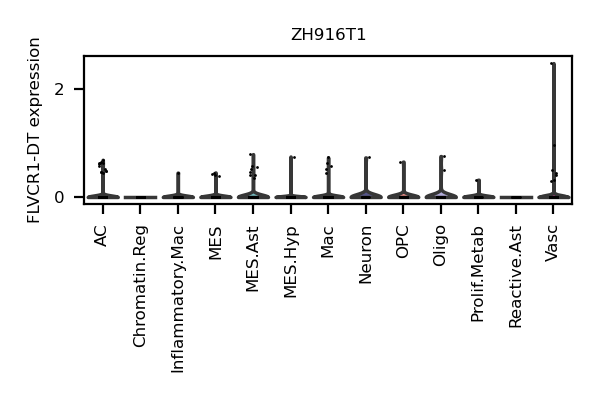 ZH916T1
FLVCR1-DT expression
2
0
AC
Chromatin.Reg
Inflammatory.Mac
MES
MES.Ast
MES.Hyp
Mac
Neuron
OPC
Oligo
Prolif.Metab
Reactive.Ast
Vasc